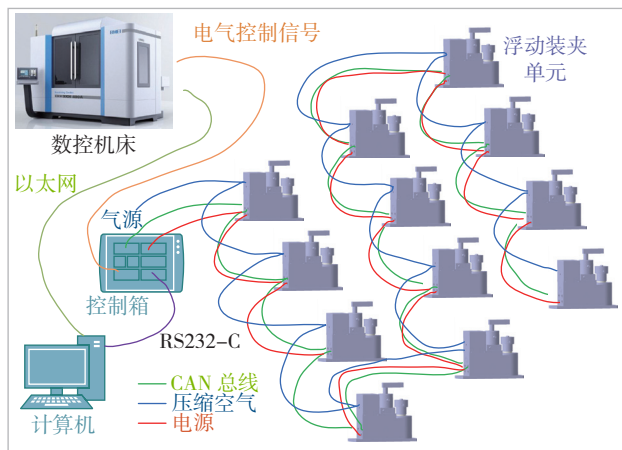 电气控制信号
浮动装夹
单元
数控机床
以太网
气源
控制箱
RS232-C
计算机
CAN 总线
压缩空气
电源